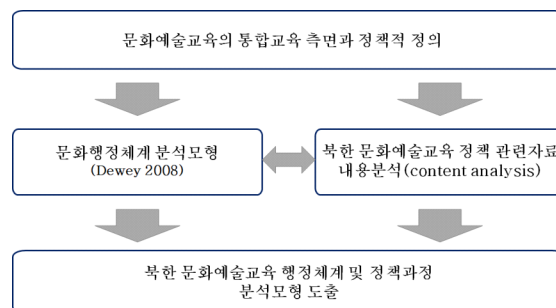 문화예술교육의 통합교육 측면과 정책적 정의
문화행정체계 분석모형
(Dewey 2008)
북한 문화예술교육 정책 관련자료
내용분석(content analysis)
북한 문화예술교육 행정체계 및 정책과정
분석모형 도출